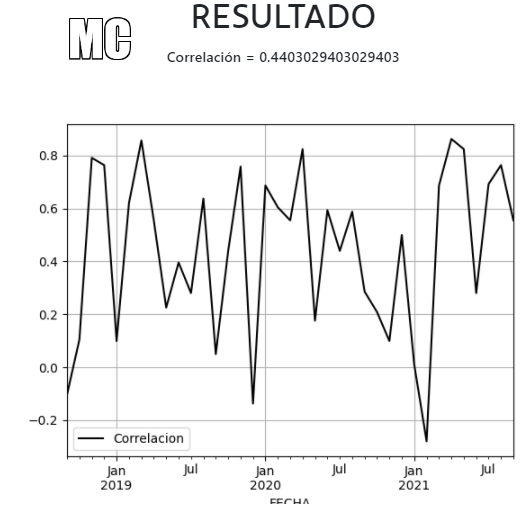 MC
RESULTADO
Correlación = 0.4403029403029403
0.8
0.6
0.4
0.2
0.0
−0.2
Correlacion
Jan Jul Jan Jul Jan Jul
2019 2020 2021
FECHA